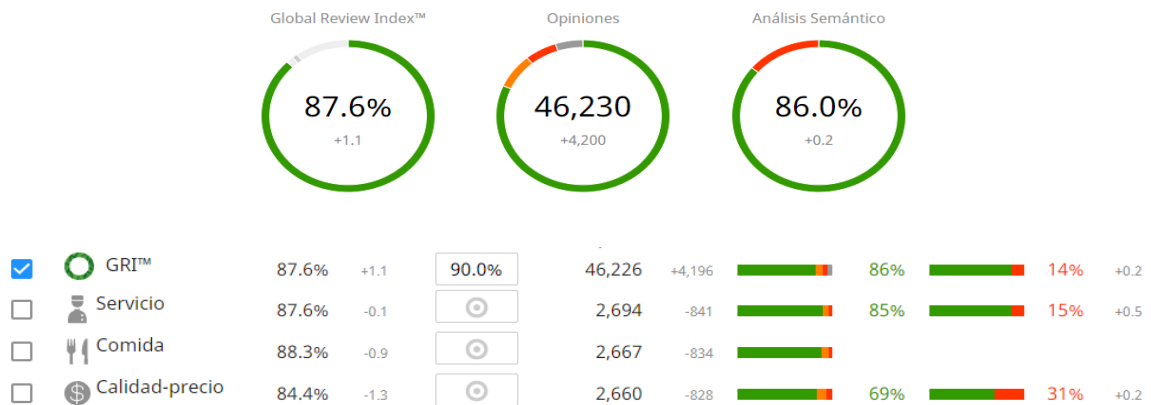 Global Review Index™ Opiniones Análisis Semántico
87.6% 46,230 86.0%
+1.1 +4,200 +0.2
GRI™ 87.6% +1.1 90.0% 46,226 +4,196 86% 14% +0.2
Servicio 87.6% -0.1 2,694 -841 85% 15% +0.5
Comida 88.3% -0.9 2,667 -834
Calidad-precio 84.4% -1.3 2,660 -828 69% 31% +0.2